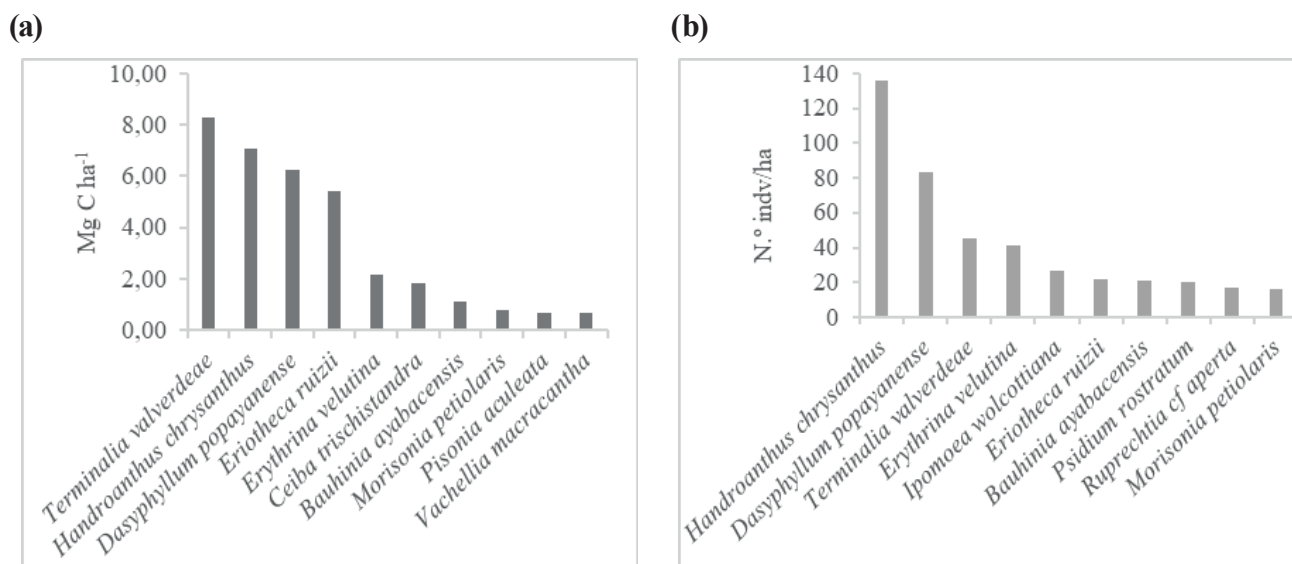 (a)
10,00
8,00
6,00
4,00
2,00
0,00
Mg C ha⁻¹
Terminalia valverdeae
Handroanthus chrysanthus
Dasyphyllum popayanense
Eriotheca ruizii
Erytrina velutina
Ceiba trischistandra
Bauhinia ayabacensis
Morisonia petiolaris
Pisonia aculeata
Vachellia macracantha
(b)
140
120
100
80
60
40
20
0
N.º indv/ha
Handroanthus chrysanthus
Dasyphyllum popayanense
Terminalia valverdeae
Erythrina velutina
Ipomoea wolcottiana
Eriotheca ruizii
Bauhinia ayabacensis
Psidium rostratum
Ruprechtia cf aperta
Morisonia petiolaris